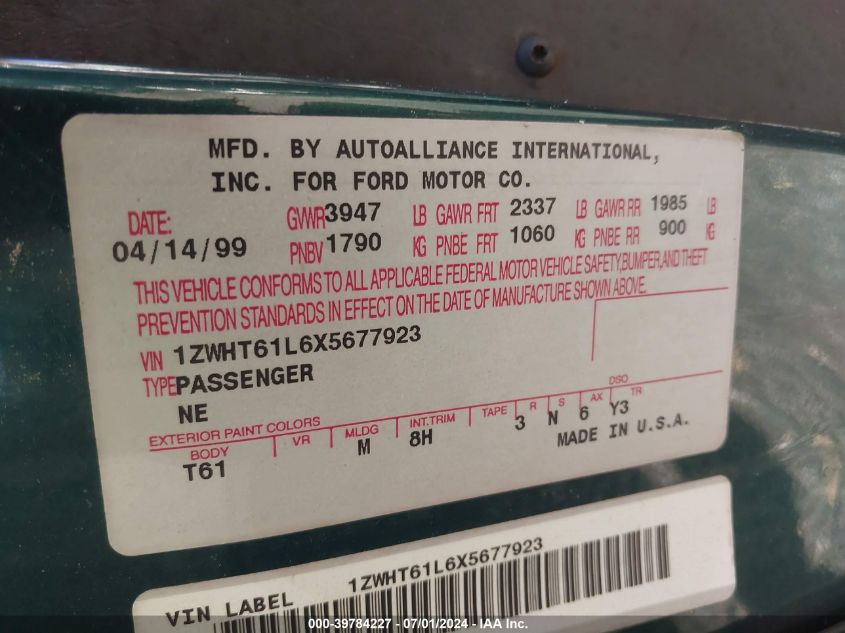 MFD. BY AUTOALLIANCE INTERNATIONAL,
INC. FOR FORD MOTOR CO.
DATE: GWVR 3947 LB GAWR FRT 2337 LB GAWR RR 1985 LB
04/14/99 PNBV 1790 KG PNBE FRT 1060 KG PNBE RR 900 KG
THIS VEHICLE CONFORMS TO ALL APPLICABLE FEDERAL MOTOR VEHICLE SAFETY, BUMPER, AND THEFT
PREVENTION STANDARDS IN EFFECT ON THE DATE OF MANUFACTURE SHOWN ABOVE.
VIN 1ZWHT61L6X5677923
TYPE PASSENGER
NE
EXTERIOR PAINT COLORS DSO
BODY VR MLDG INT.TRIM TAPE R S AX TR
T61 M 8H 3 N 6 Y3
MADE IN U.S.A.
VIN LABEL 1ZWHT61L6X5677923
000-39784227 - 07/01/2024 - IAA Inc.